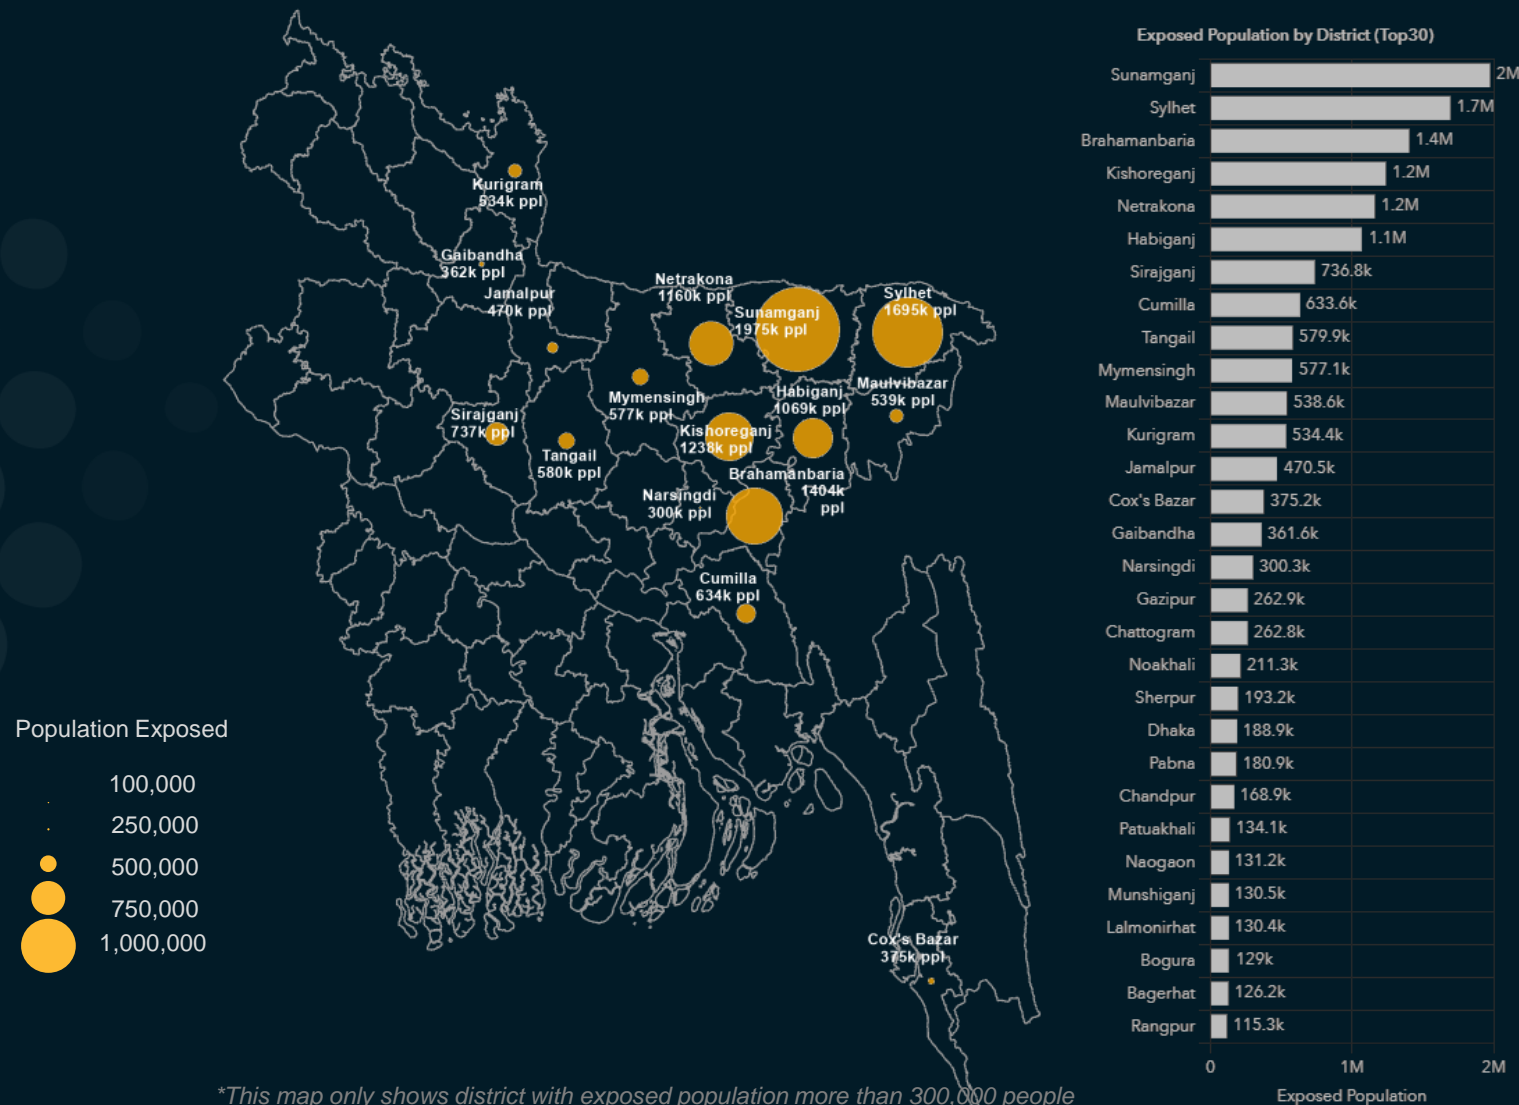 Kurigram
534k ppl
Gaibandha
362k ppl
Jamalpur
470k ppl
Netrakona
1160k ppl
Sunamganj
1975k ppl
Sylhet
1695k ppl
Mymensingh
577k ppl
Habiganj
1069k ppl
Maulvibazar
539k ppl
Sirajganj
737k ppl
Tangail
580k ppl
Kishoreganj
1238k ppl
Brahamanbaria
1404k
ppl
Narsingdi
300k ppl
Cumilla
634k ppl
Cox's Bazar
375k ppl
Population Exposed
100,000
250,000
500,000
750,000
1,000,000
*This map only shows district with exposed population more than 300,000 people
Exposed Population by District (Top30)
Sunamganj 2M
Sylhet 1.7M
Brahamanbaria 1.4M
Kishoreganj 1.2M
Netrakona 1.2M
Habiganj 1.1M
Sirajganj 736.8k
Cumilla 633.6k
Tangail 579.9k
Mymensingh 577.1k
Maulvibazar 538.6k
Kurigram 534.4k
Jamalpur 470.5k
Cox's Bazar 375.2k
Gaibandha 361.6k
Narsingdi 300.3k
Gazipur 262.9k
Chattogram 262.8k
Noakhali 211.3k
Sherpur 193.2k
Dhaka 188.9k
Pabna 180.9k
Chandpur 168.9k
Patuakhali 134.1k
Naogaon 131.2k
Munshiganj 130.5k
Lalmonirhat 130.4k
Bogura 129k
Bagerhat 126.2k
Rangpur 115.3k
0 1M 2M
Exposed Population